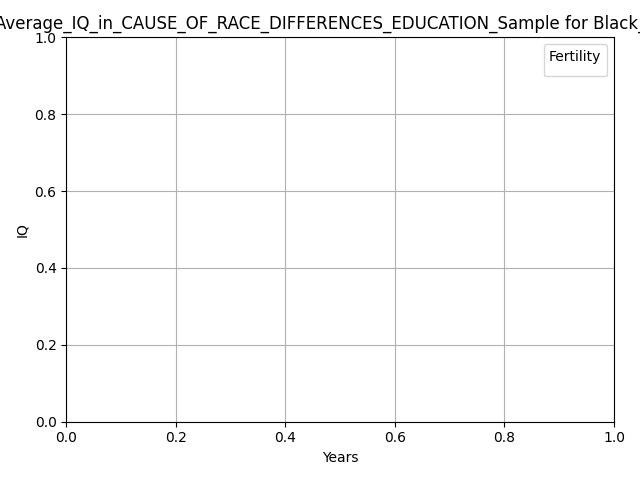 Average_IQ_in_CAUSE_OF_RACE_DIFFERENCES_EDUCATION_Sample for Black_
Fertility
1.0
0.8
0.6
0.4
0.2
0.0
IQ
0.0 0.2 0.4 0.6 0.8 1.0
Years